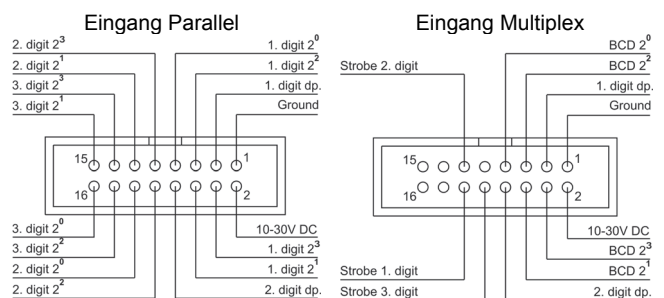 Eingang Parallel
2. digit 2³
2. digit 2¹
3. digit 2³
3. digit 2¹
1. digit 2⁰
1. digit 2²
1. digit dp.
Ground
15
1
16
2
3. digit 2⁰
3. digit 2²
2. digit 2⁰
2. digit 2²
10-30V DC
1. digit 2³
1. digit 2¹
2. digit dp.
Eingang Multiplex
Strobe 2. digit
BCD 2⁰
BCD 2²
1. digit dp.
Ground
15
1
16
2
Strobe 1. digit
Strobe 3. digit
10-30V DC
BCD 2³
BCD 2¹
2. digit dp.